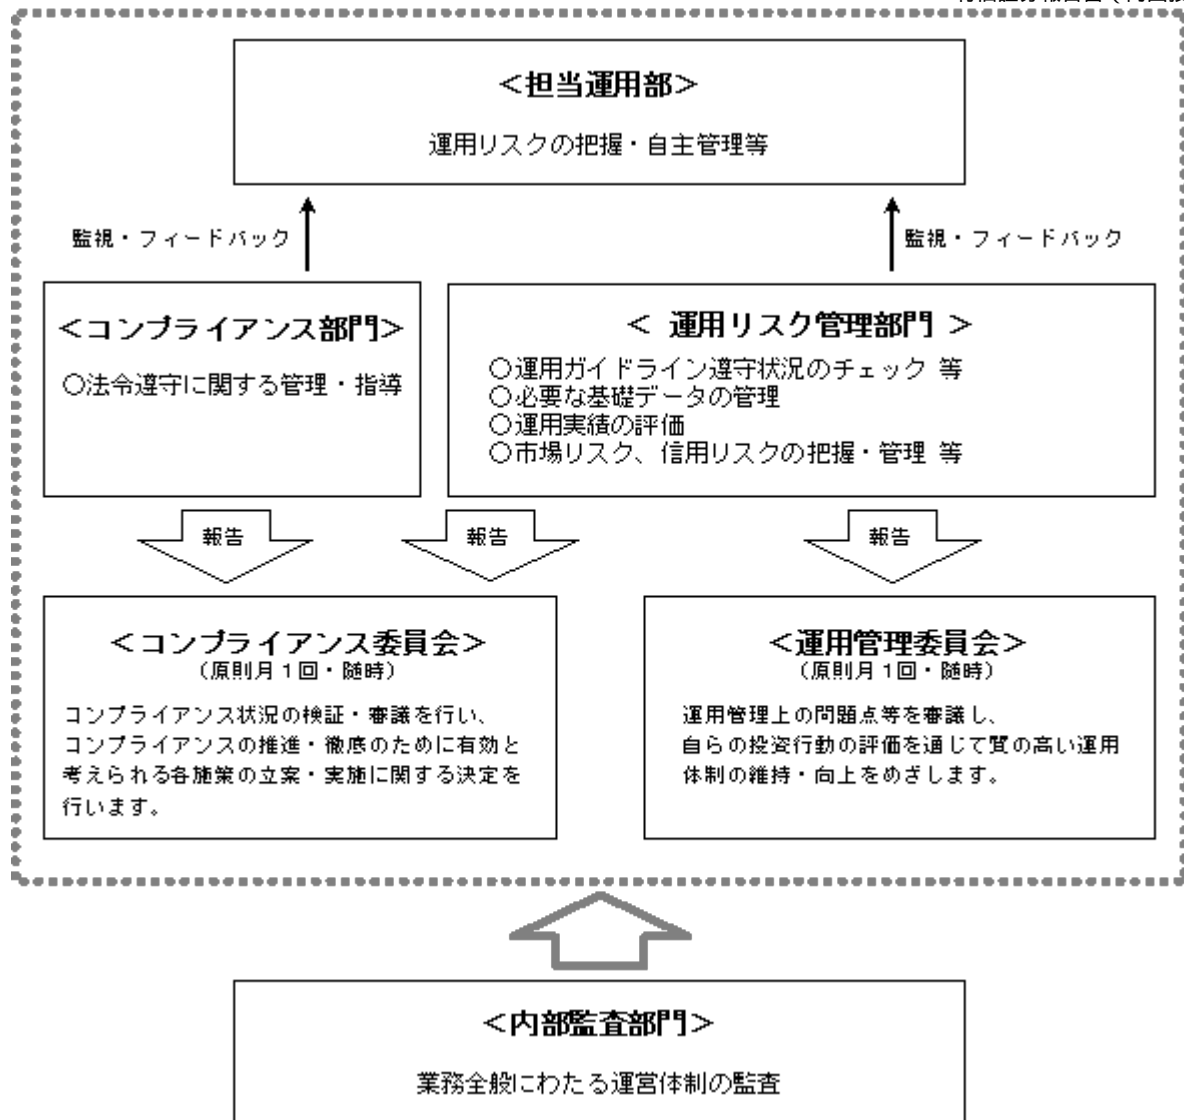 ＜担当運用部＞
運用リスクの把握・自主管理等
監視・フィードバック
監視・フィードバック
＜コンプライアンス部門＞
○法令遵守に関する管理・指導
＜ 運用リスク管理部門 ＞
○運用ガイドライン遵守状況のチェック 等
○必要な基礎データの管理
○運用実績の評価
○市場リスク、信用リスクの把握・管理 等
報告
報告
報告
＜コンプライアンス委員会＞
（原則月１回・随時）
コンプライアンス状況の検証・審議を行い、
コンプライアンスの推進・徹底のために有効と
考えられる各施策の立案・実施に関する決定を
行います。
＜運用管理委員会＞
（原則月１回・随時）
運用管理上の問題点等を審議し、
自らの投資行動の評価を通じて質の高い運用
体制の維持・向上をめざします。
＜内部監査部門＞
業務全般にわたる運営体制の監査